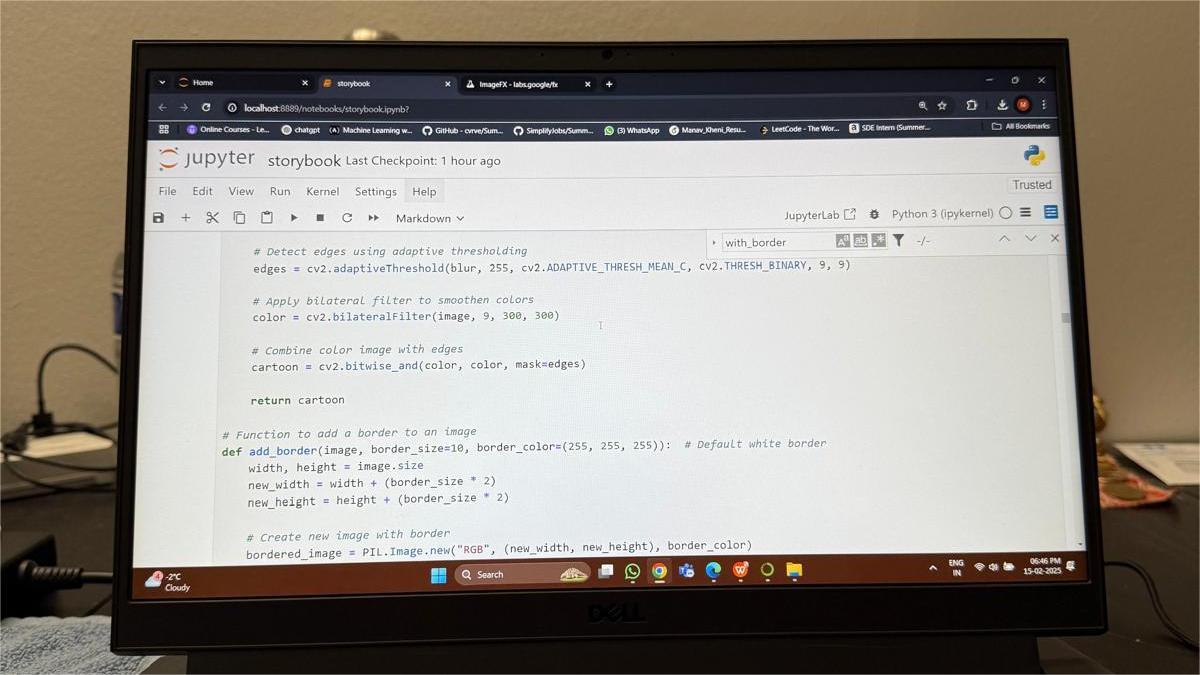 Home
storybook
ImageFX - labs.google/fx
localhost:8889/notebooks/storybook.ipynb?
M
Online Courses - Le...
chatgpt
Machine Learning w...
GitHub - cvrve/Sum...
SimplifyJobs/Summ...
(3) WhatsApp
Manav_Kheni_Resu...
LeetCode - The Wor...
SDE Intern (Summer...
All Bookmarks
jupyter storybook Last Checkpoint: 1 hour ago
File Edit View Run Kernel Settings Help
Trusted
Markdown
JupyterLab
Python 3 (ipykernel)
with_border
-/-
# Detect edges using adaptive thresholding
edges = cv2.adaptiveThreshold(blur, 255, cv2.ADAPTIVE_THRESH_MEAN_C, cv2.THRESH_BINARY, 9, 9)
# Apply bilateral filter to smoothen colors
color = cv2.bilateralFilter(image, 9, 300, 300)
# Combine color image with edges
cartoon = cv2.bitwise_and(color, color, mask=edges)
return cartoon
# Function to add a border to an image
def add_border(image, border_size=10, border_color=(255, 255, 255)): # Default white border
width, height = image.size
new_width = width + (border_size * 2)
new_height = height + (border_size * 2)
# Create new image with border
bordered_image = PIL.Image.new("RGB", (new_width, new_height), border_color)
-2°C
Cloudy
Search
ENG
IN
06:46 PM
15-02-2025
DELL